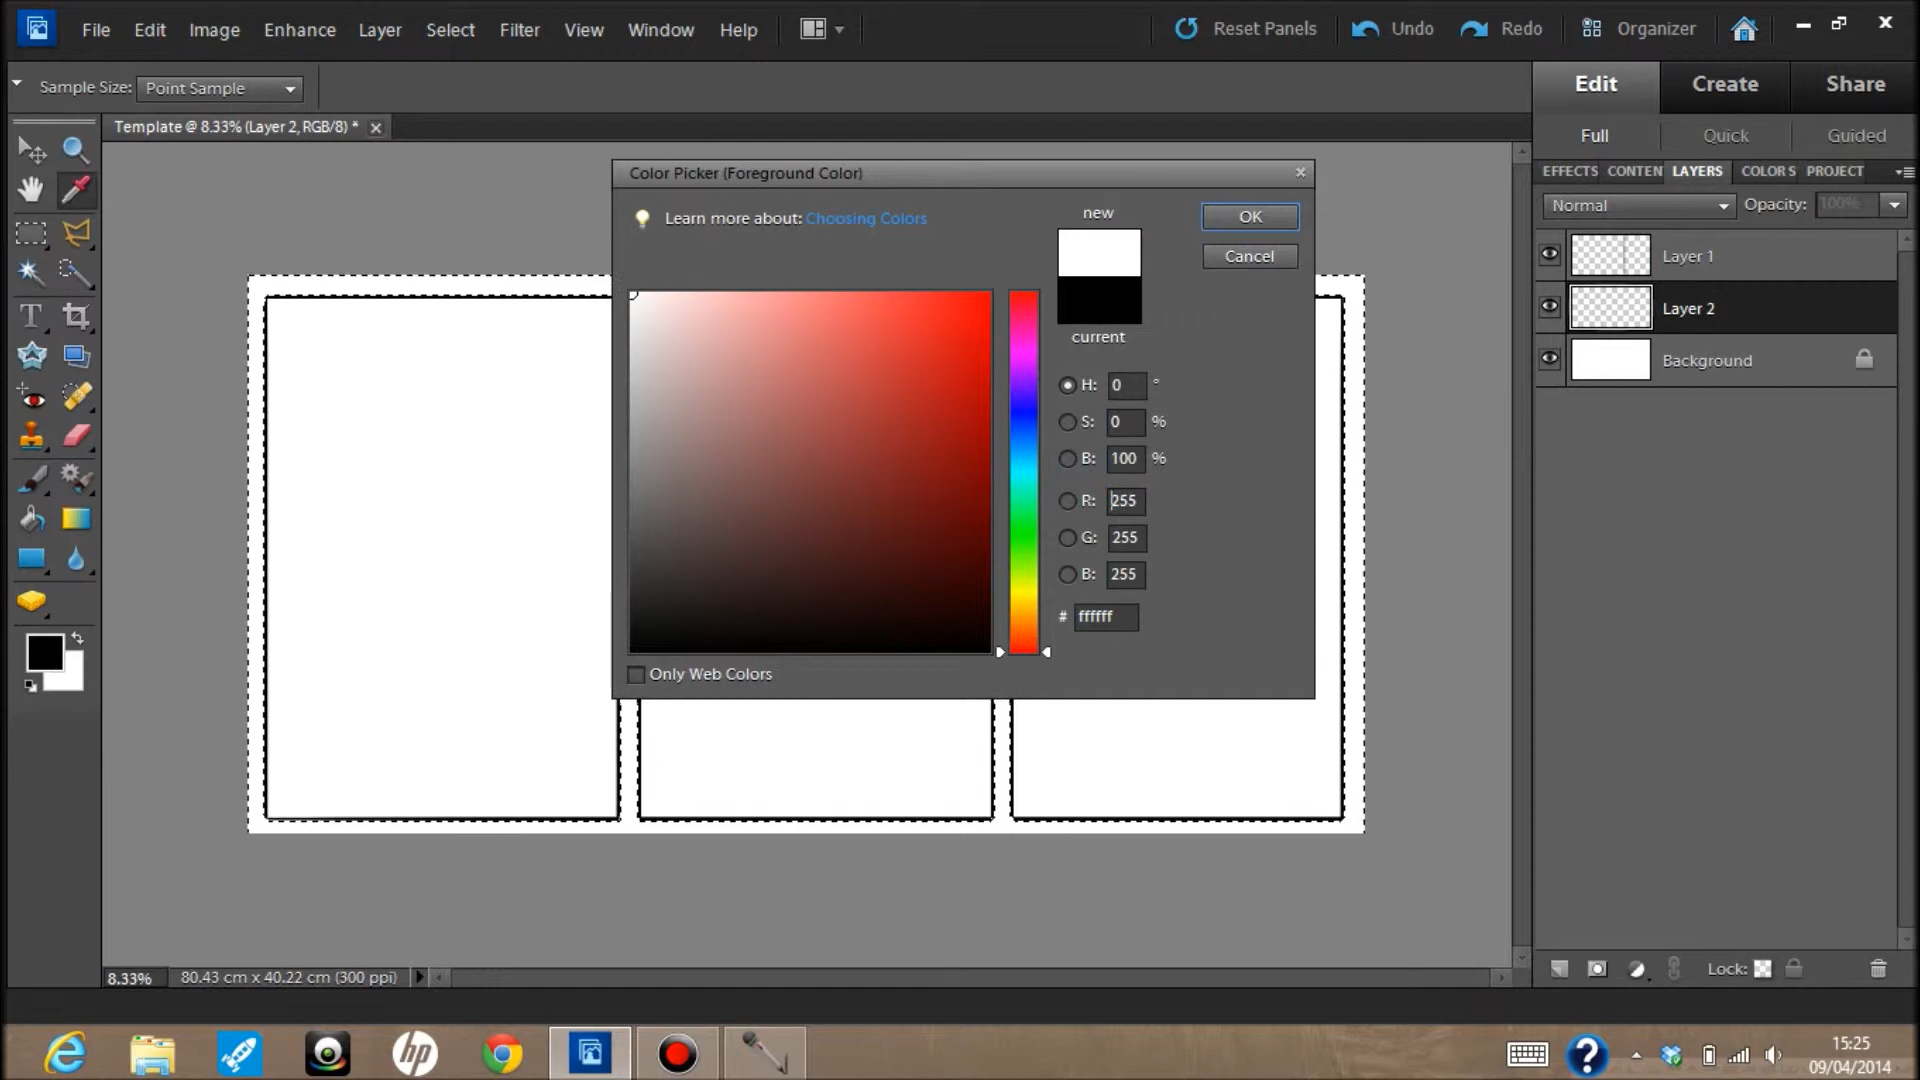 File Edit Image Enhance Layer Select Filter View Window Help
Reset Panels Undo Redo Organizer
Sample Size: Point Sample
Edit Create Share
Template @ 8.33% (Layer 2, RGB/8) *
Full Quick Guided
EFFECTS CONTEN LAYERS COLORS PROJECT
Normal Opacity: 100%
Color Picker (Foreground Color)
Learn more about: Choosing Colors
new
OK
Cancel
current
H: 0 °
S: 0 %
B: 100 %
R: 255
G: 255
B: 255
# ffffff
Only Web Colors
Layer 1
Layer 2
Background
8.33% 80.43 cm x 40.22 cm (300 ppi)
Lock:
hp
15:25
09/04/2014